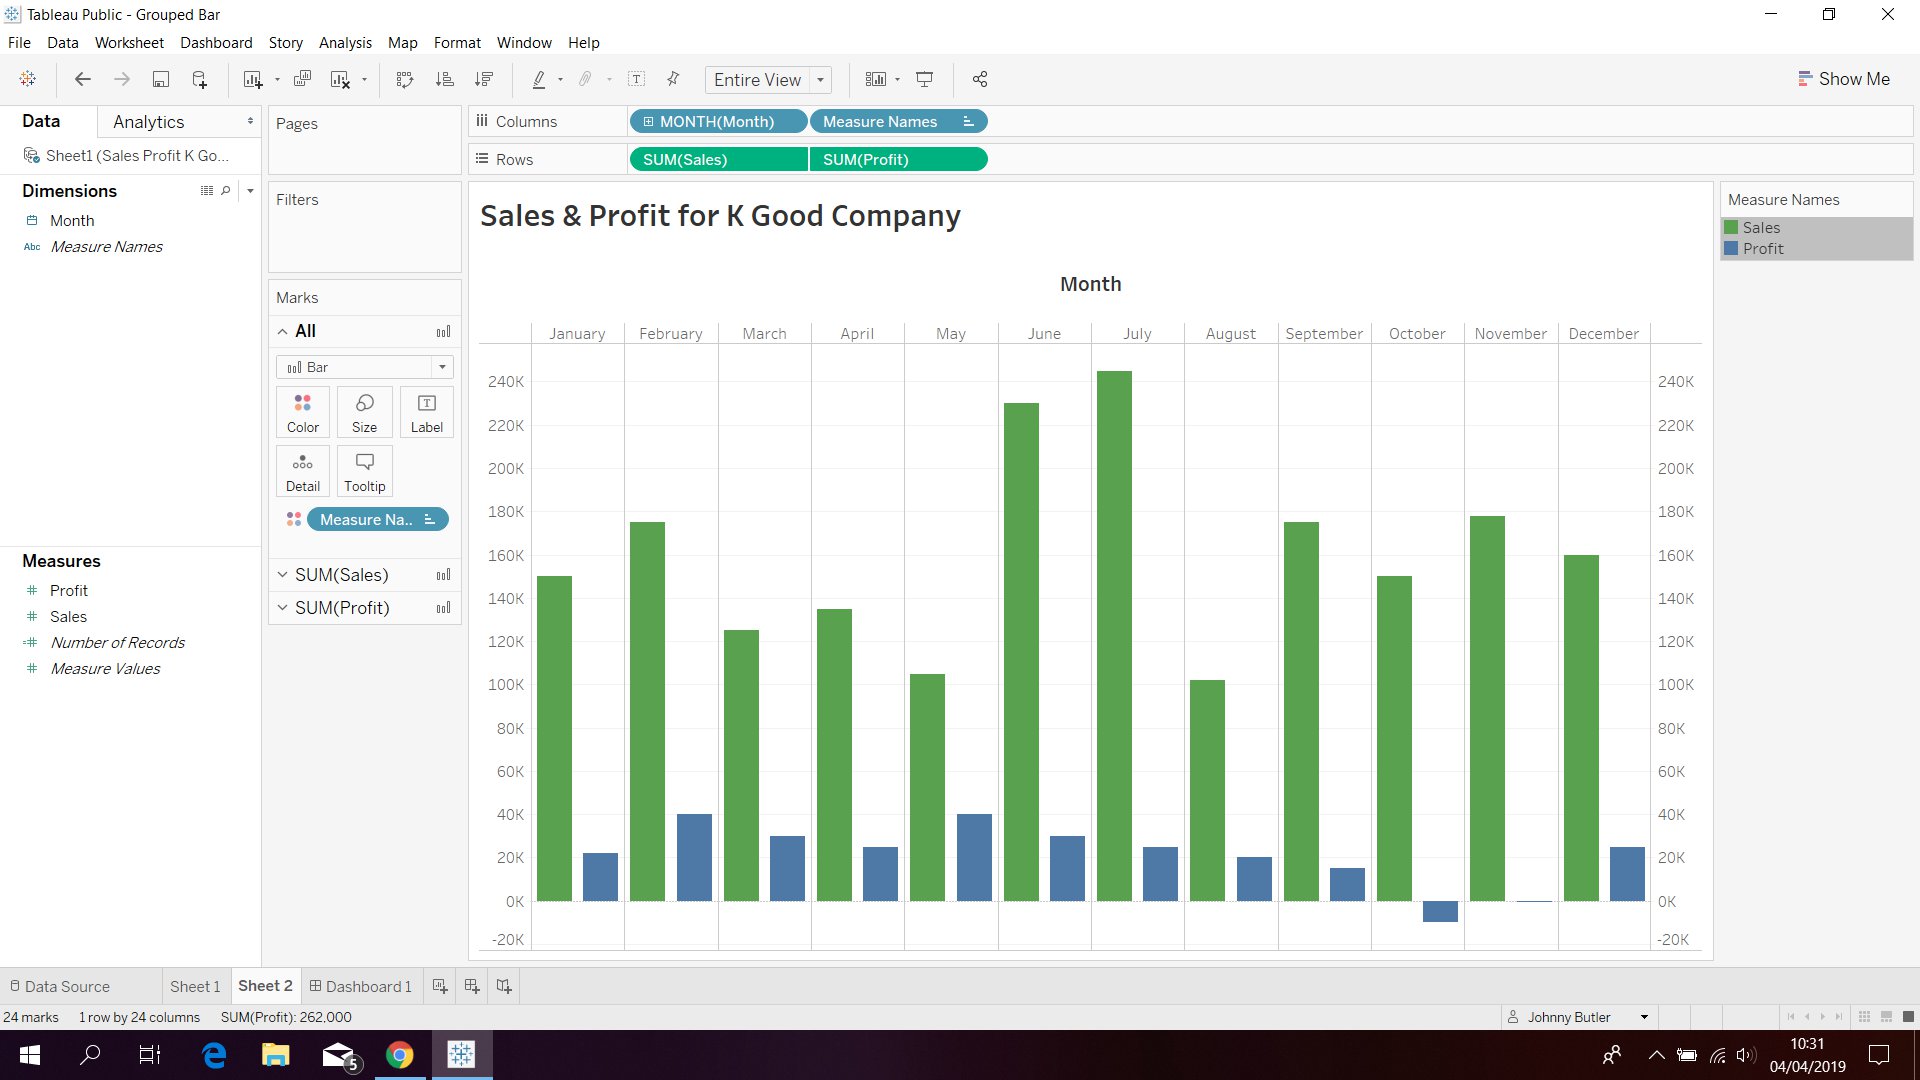 Tableau Public - Grouped Bar
File Data Worksheet Dashboard Story Analysis Map Format Window Help
Entire View
Show Me
Data
Analytics
Sheet1 (Sales Profit K Go...
Dimensions
Month
Abc Measure Names
Measures
Profit
Sales
Number of Records
Measure Values
Pages
Filters
Marks
All
Bar
Color Size Label
Detail Tooltip
Measure Na..
SUM(Sales)
SUM(Profit)
Columns MONTH(Month) Measure Names
Rows SUM(Sales) SUM(Profit)
Sales & Profit for K Good Company
Month
January February March April May June July August September October November December
240K 240K
220K 220K
200K 200K
180K 180K
160K 160K
140K 140K
120K 120K
100K 100K
80K 80K
60K 60K
40K 40K
20K 20K
0K 0K
-20K -20K
Measure Names
Sales
Profit
Data Source Sheet 1 Sheet 2 Dashboard 1
24 marks 1 row by 24 columns SUM(Profit): 262,000
Johnny Butler
5
10:31
04/04/2019